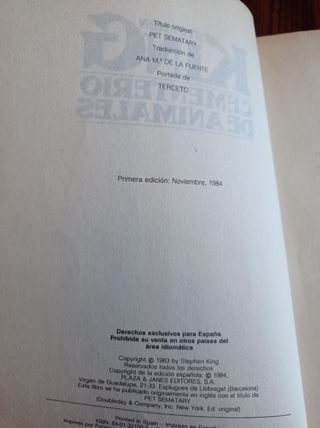 Título original:
PET SEMATARY
Traducción de
ANA M.ª DE LA FUENTE
Portada de
TERCETO
KING
CEMENTERIO
DE ANIMALES
Primera edición: Noviembre, 1984
Derechos exclusivos para España.
Prohibida su venta en otros países del
área idiomática
Copyright © 1983 by Stephen King
Reservados todos los derechos
Copyright de la edición española: © 1984,
PLAZA & JANES EDITORES, S.A.
Virgen de Guadalupe, 21-33. Esplugues de Llobregat (Barcelona)
Este libro se ha publicado originalmente en inglés con el título de
PET SEMATARY
(Doubleday & Company, Inc. New York. Ed. original)
Printed in Spain — Impreso en España
ISBN: 84-01-32106